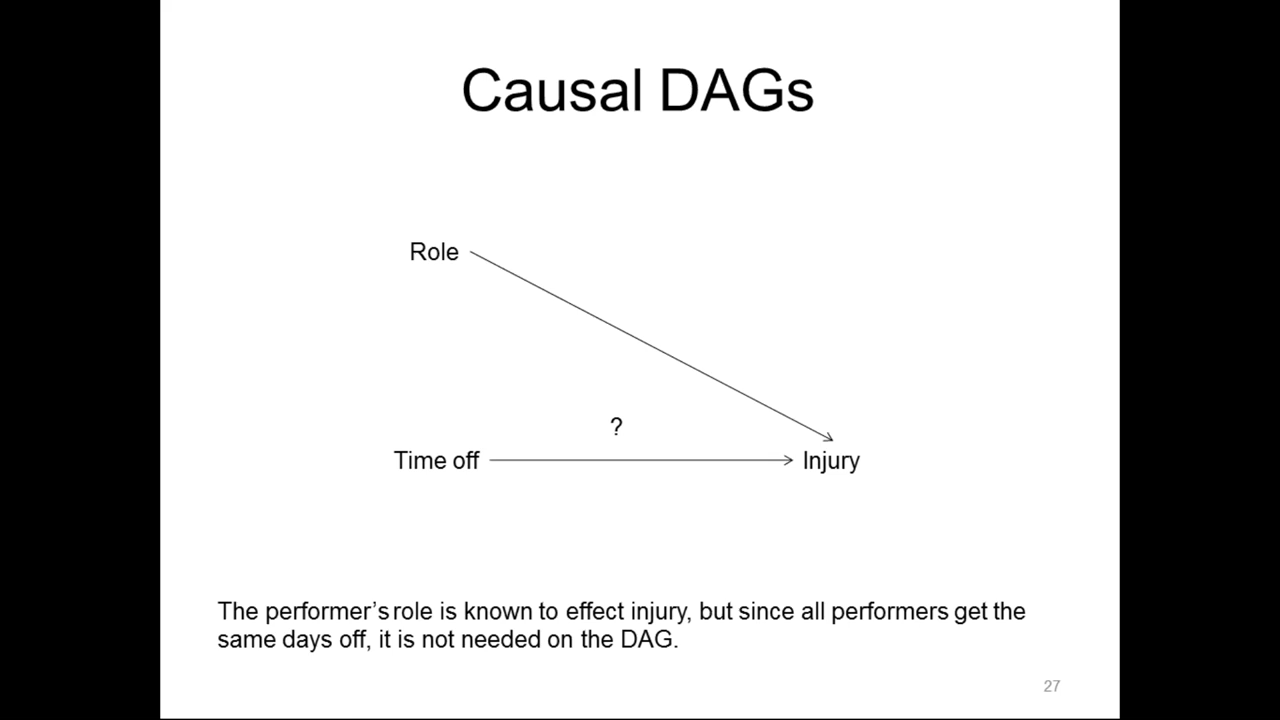 Causal DAGs
Role
?
Time off
Injury
The performer's role is known to effect injury, but since all performers get the
same days off, it is not needed on the DAG.
27